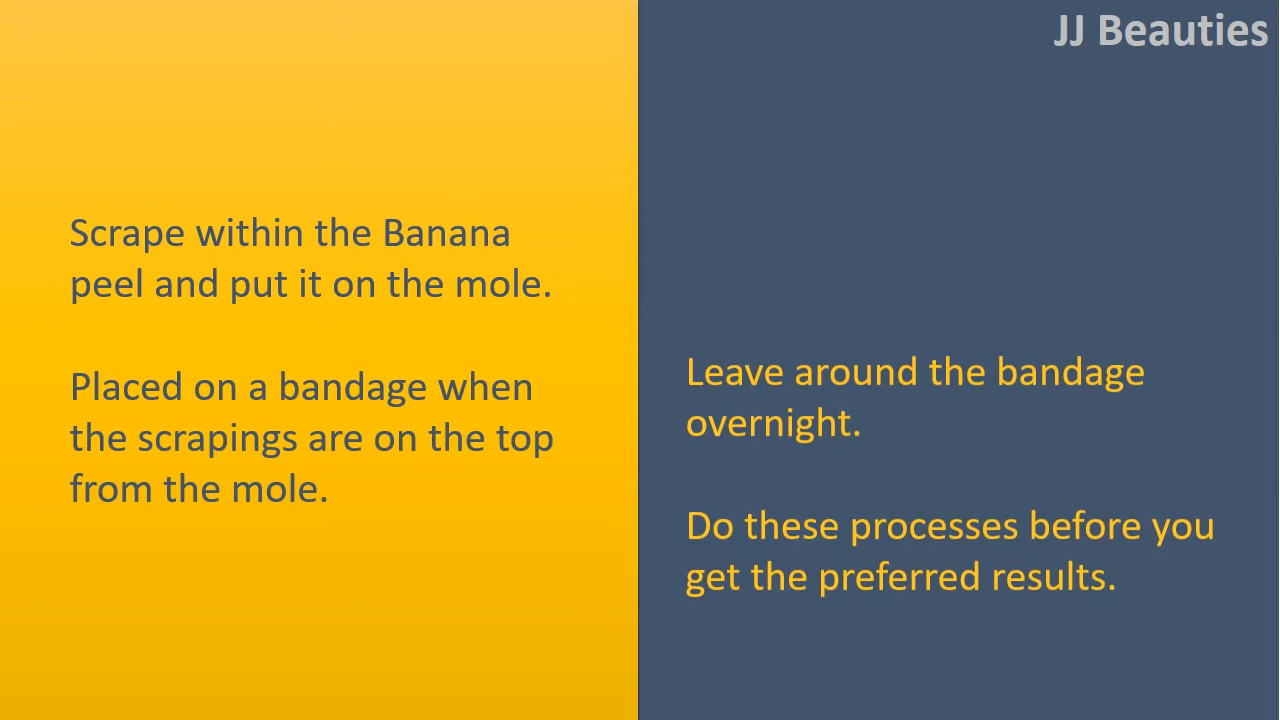 JJ Beauties
Scrape within the Banana
peel and put it on the mole.
Placed on a bandage when
the scrapings are on the top
from the mole.
Leave around the bandage
overnight.
Do these processes before you
get the preferred results.